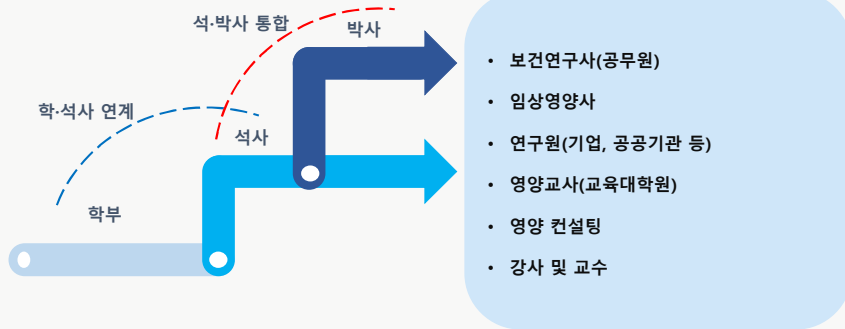 석·박사 통합
박사
학·석사 연계
석사
학부
• 보건연구사(공무원)
• 임상영양사
• 연구원(기업, 공공기관 등)
• 영양교사(교육대학원)
• 영양 컨설팅
• 강사 및 교수